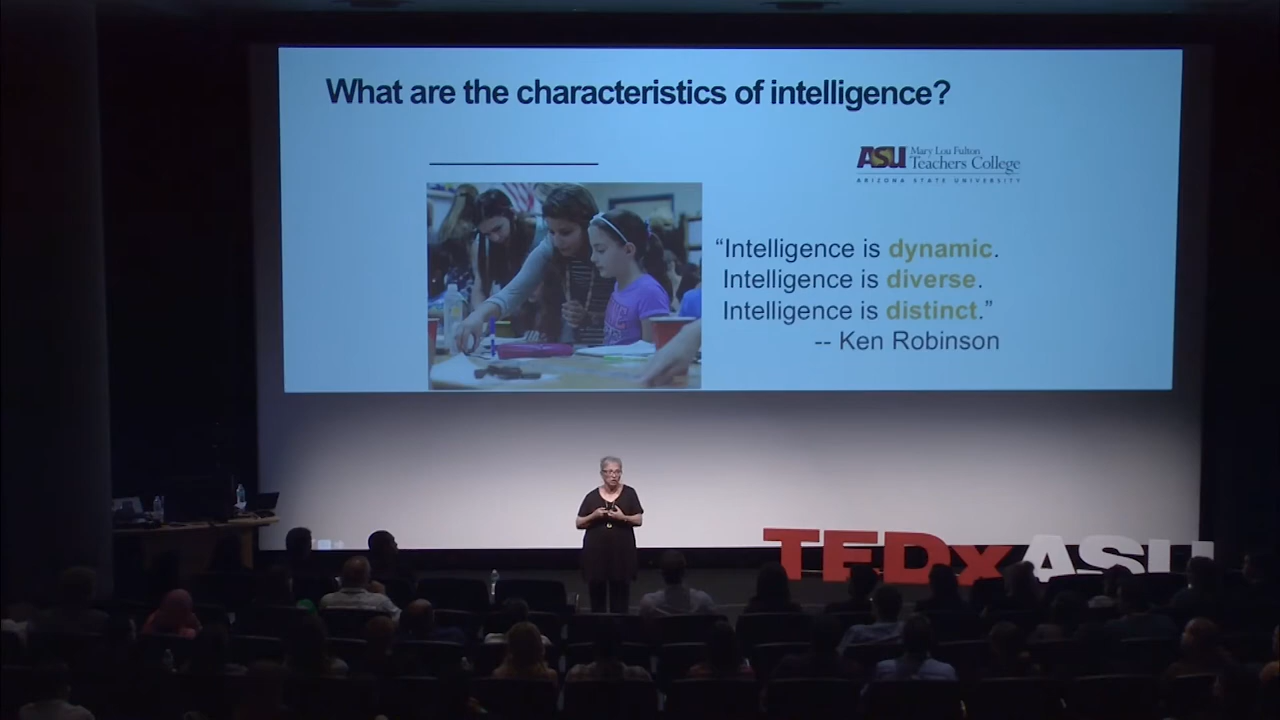 What are the characteristics of intelligence?
ASU Mary Lou Fulton
Teachers College
ARIZONA STATE UNIVERSITY
“Intelligence is dynamic.
Intelligence is diverse.
Intelligence is distinct.”
-- Ken Robinson
TEDxASU